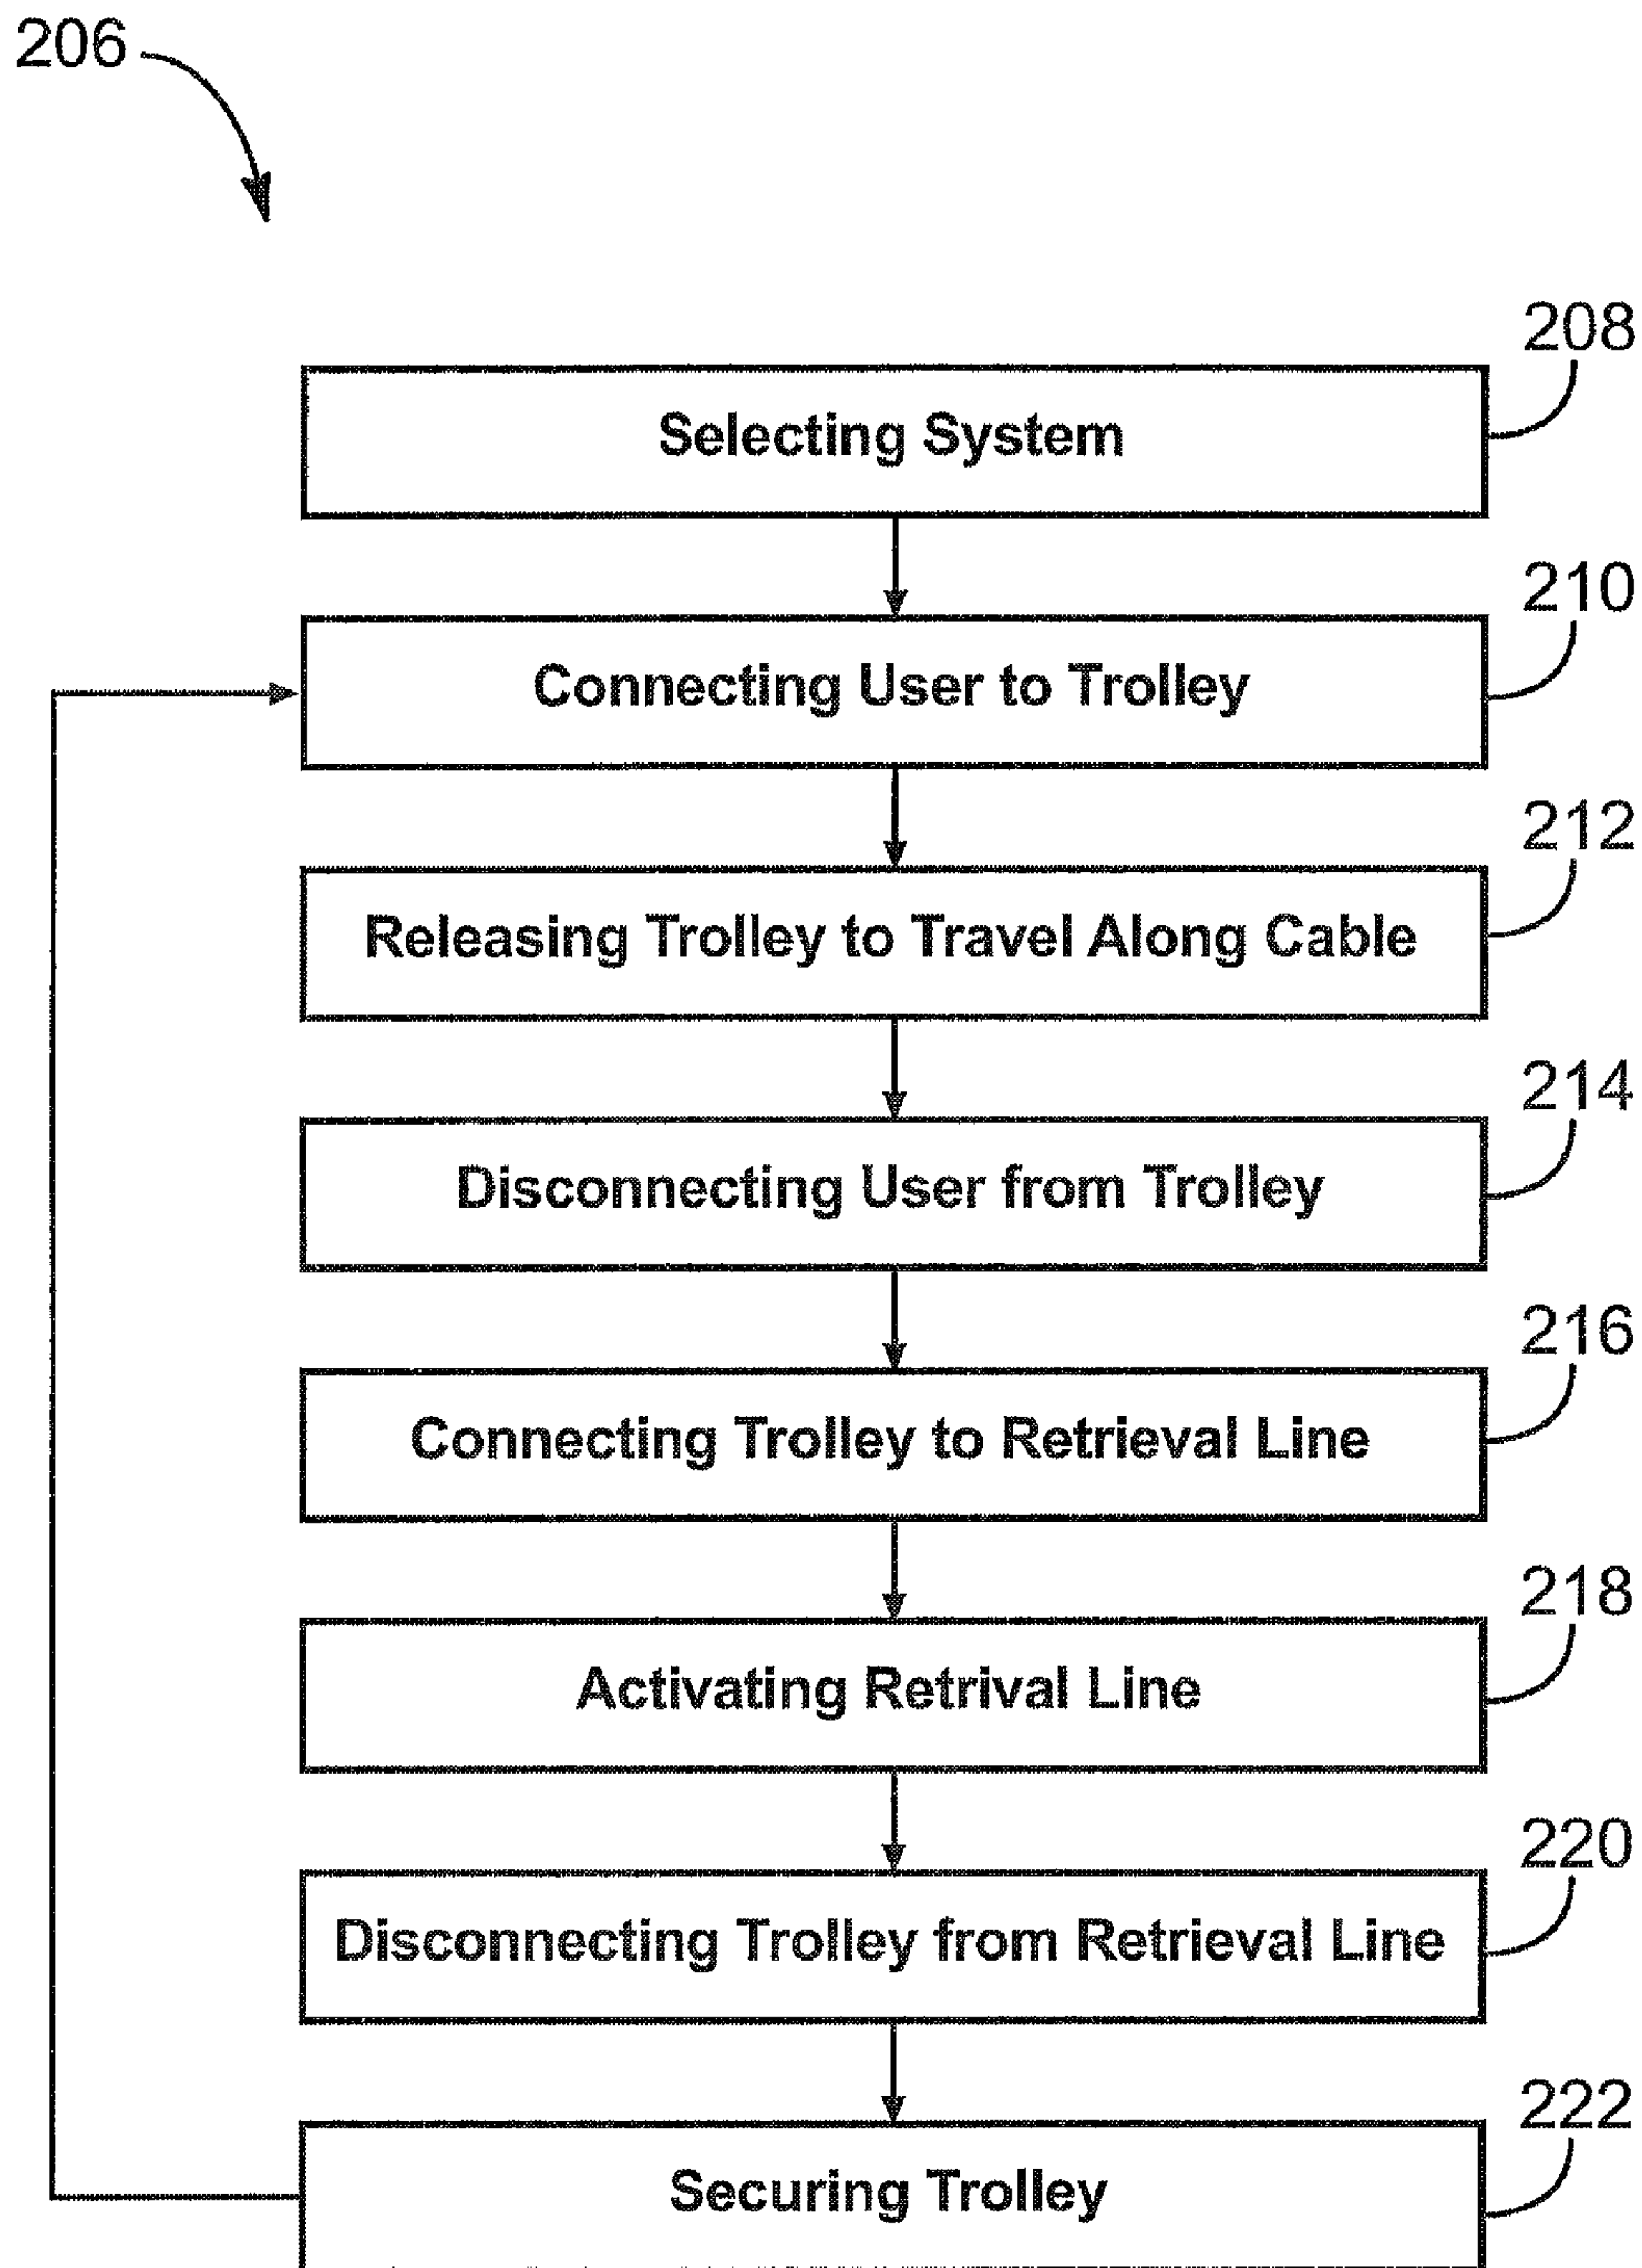 206
208
Selecting System
210
Connecting User to Trolley
212
Releasing Trolley to Travel Along Cable
214
Disconnecting User from Trolley
216
Connecting Trolley to Retrieval Line
218
Activating Retrival Line
220
Disconnecting Trolley from Retrieval Line
222
Securing Trolley